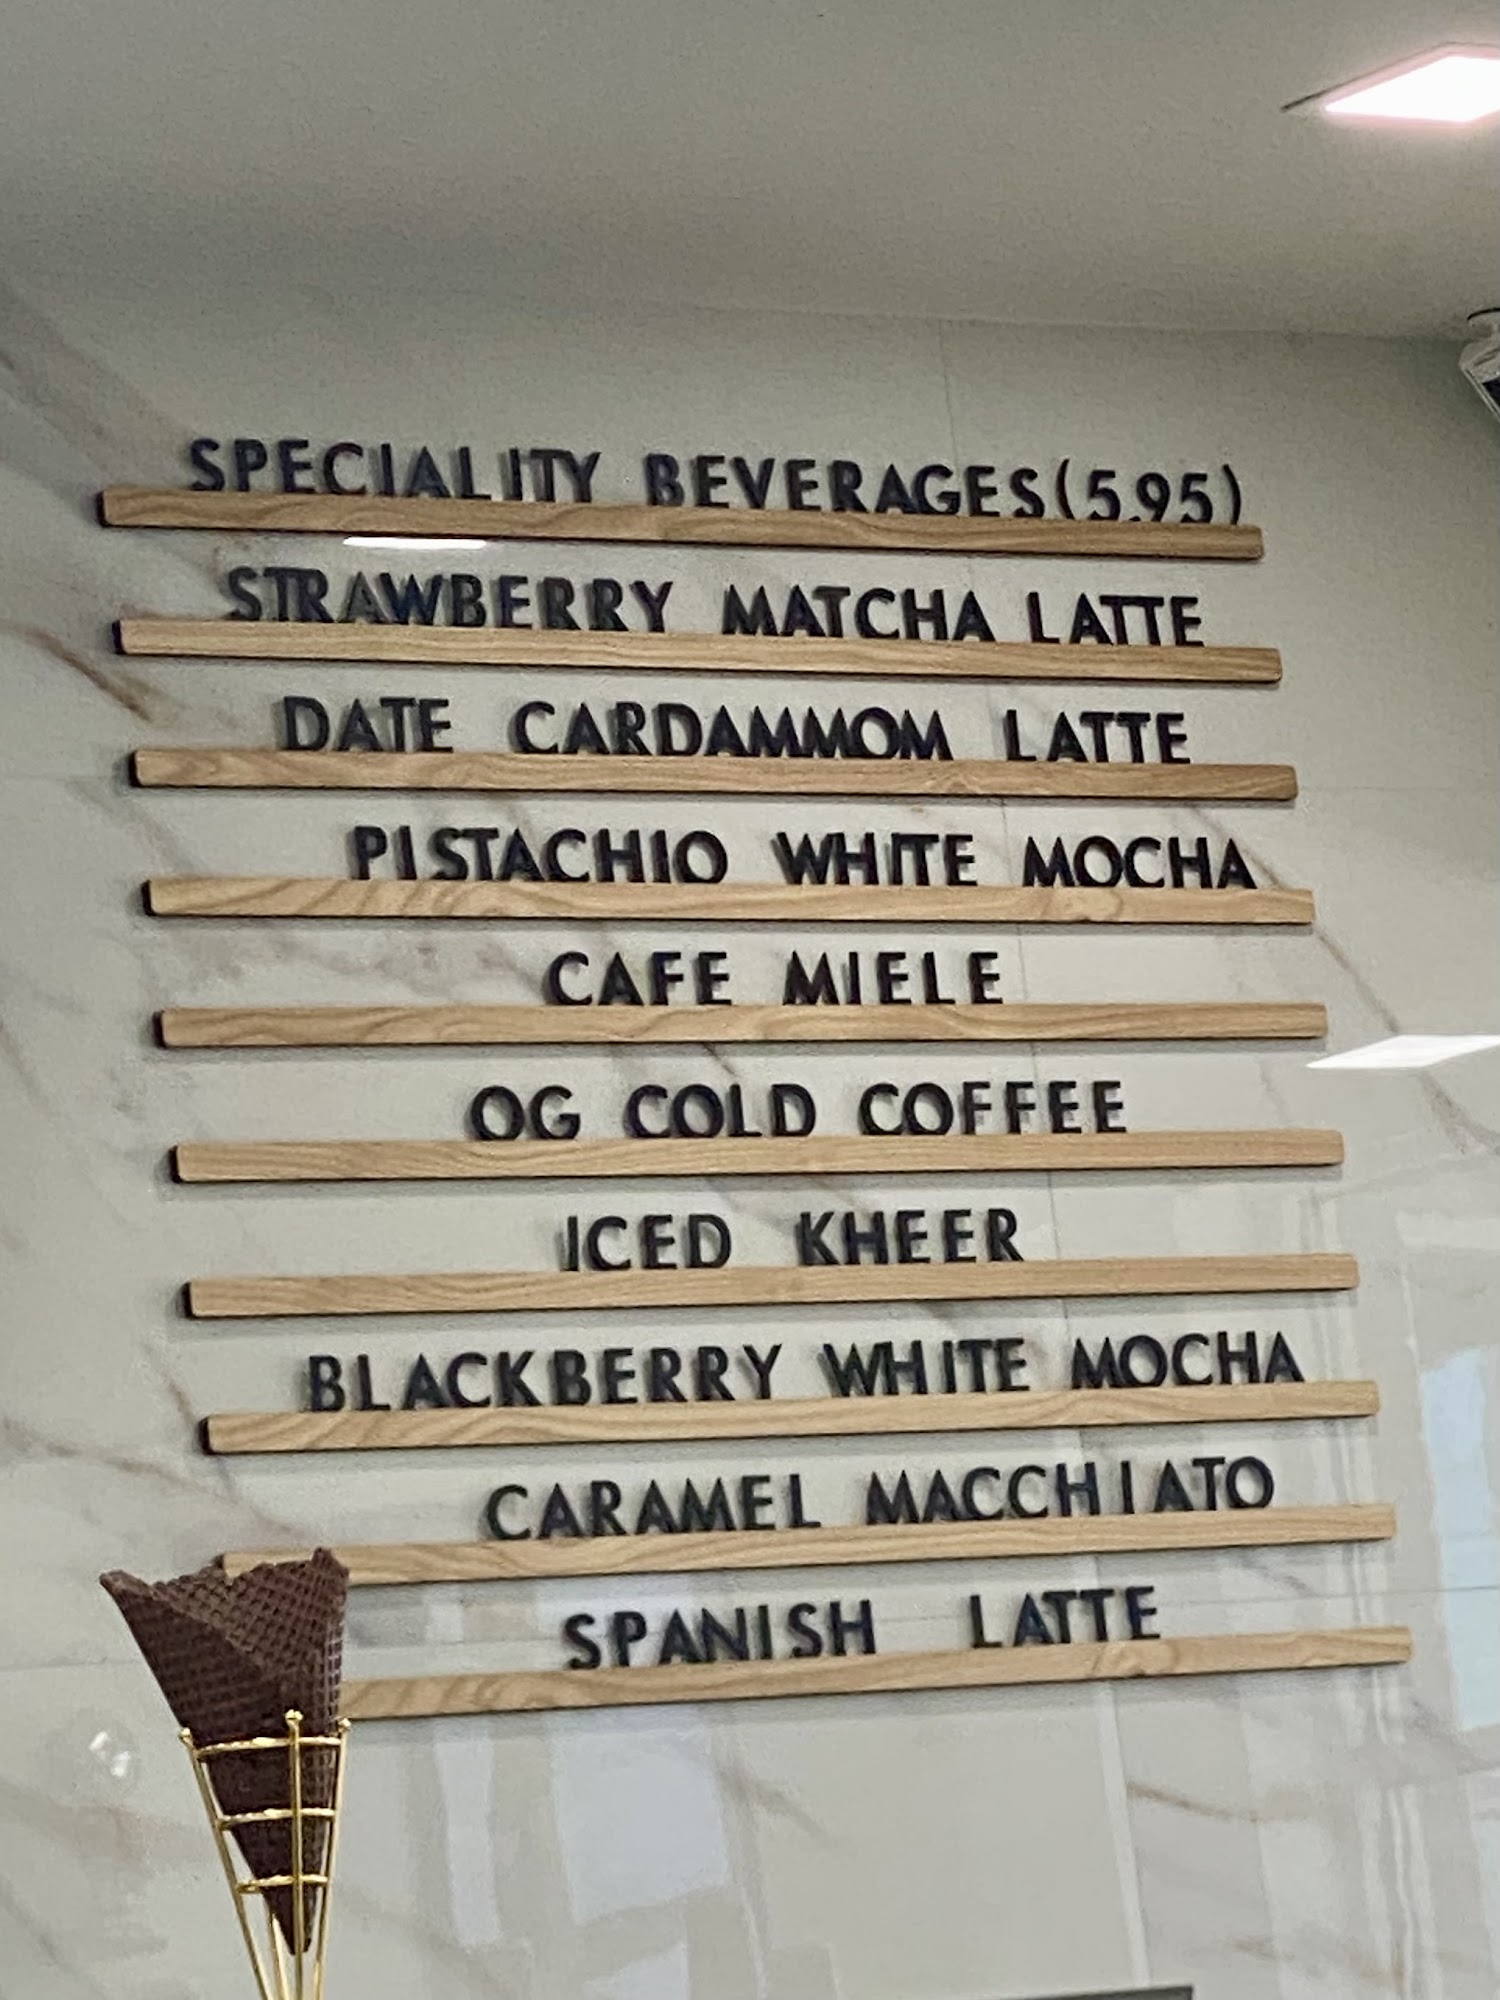 SPECIALITY BEVERAGES(5.95)
STRAWBERRY MATCHA LATTE
DATE CARDAMMOM LATTE
PISTACHIO WHITE MOCHA
CAFE MIELE
OG COLD COFFEE
ICED KHEER
BLACKBERRY WHITE MOCHA
CARAMEL MACCHIATO
SPANISH LATTE